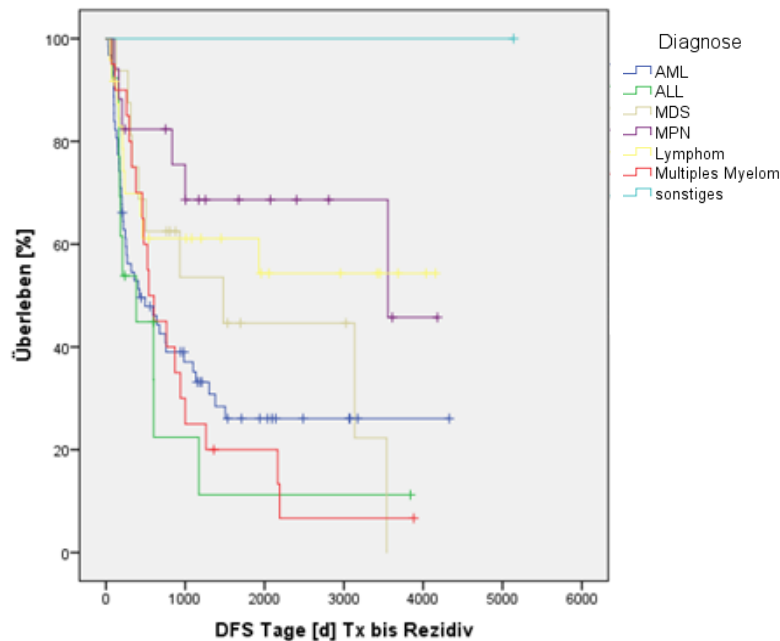 Diagnose
AML
ALL
MDS
MPN
Lymphom
Multiples Myelom
sonstiges
Überleben [%]
100
80
60
40
20
0
0 1000 2000 3000 4000 5000 6000
DFS Tage [d] Tx bis Rezidiv